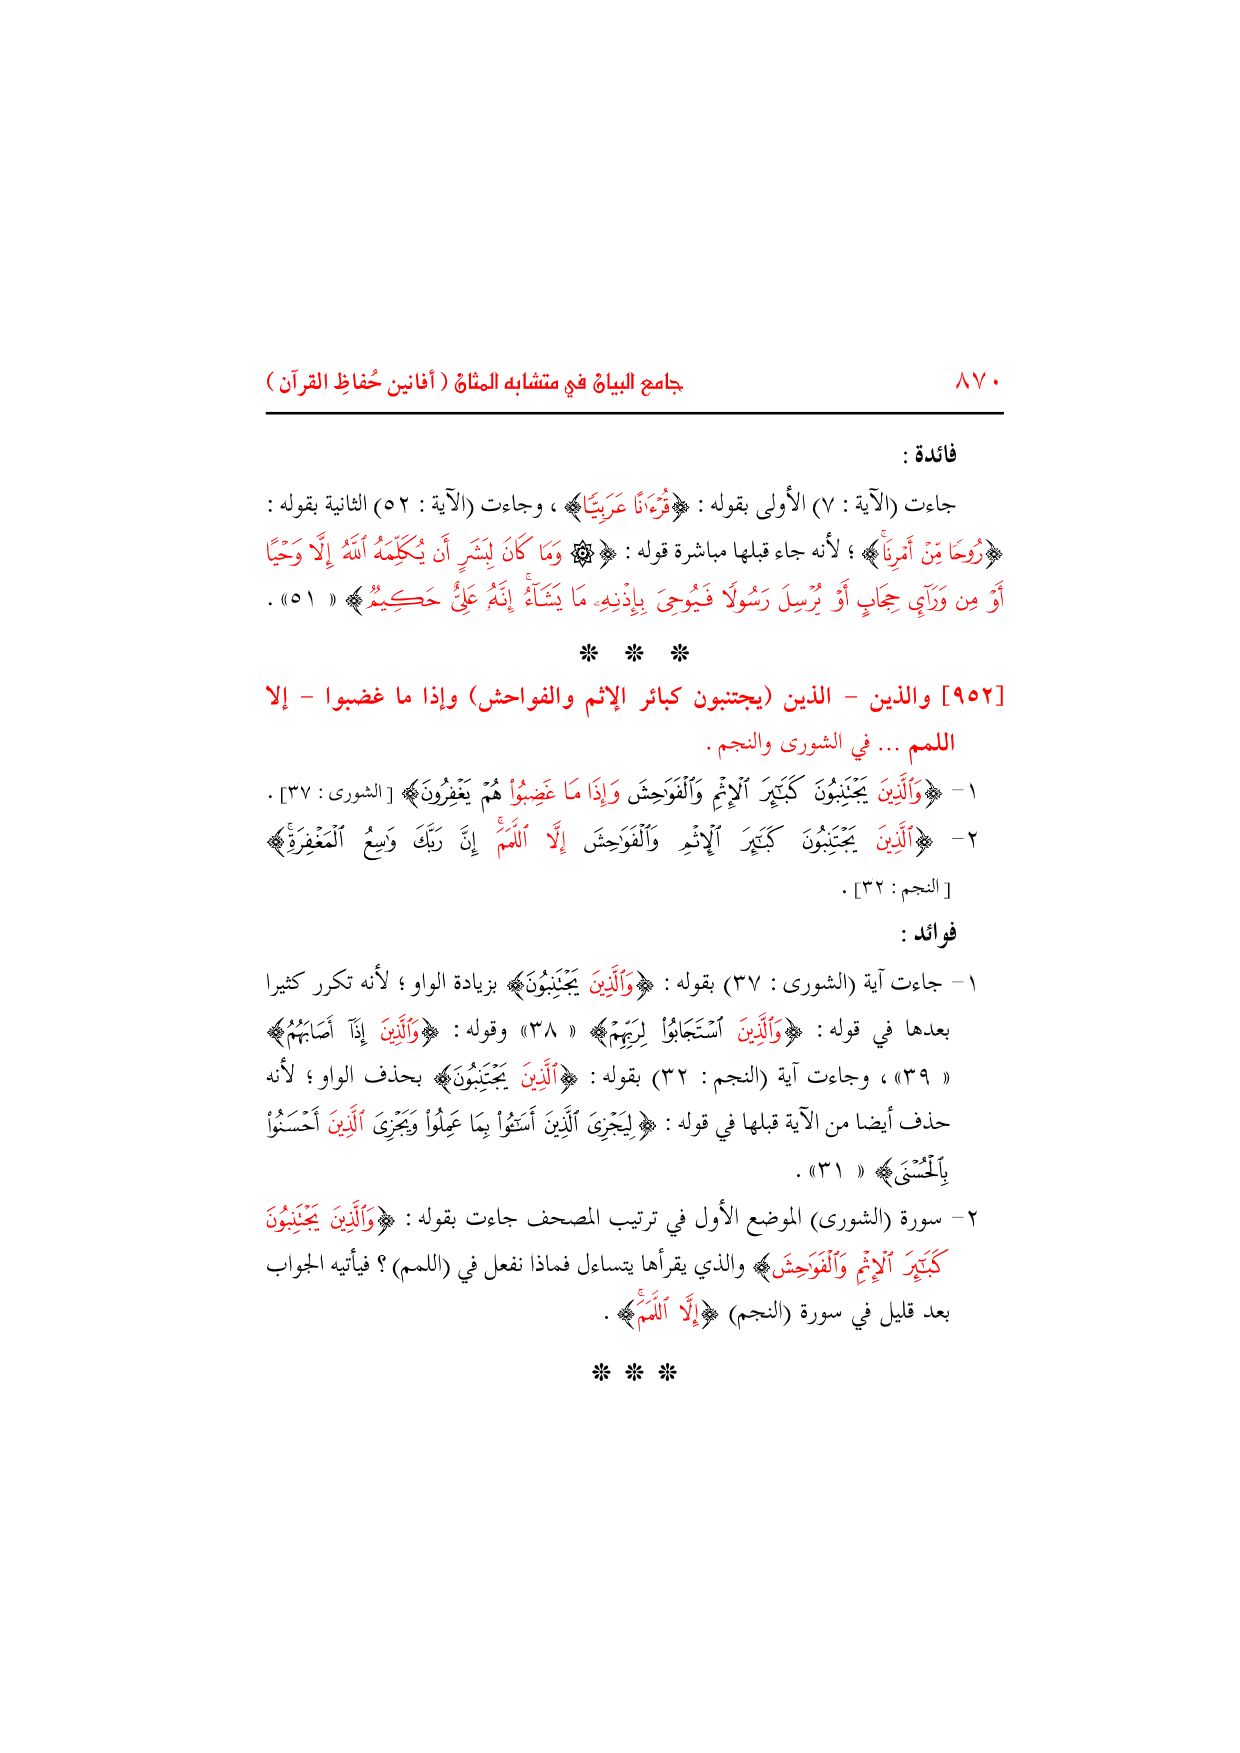 ٨٧٠ جامع البيان في متشابه المثان ( أفانين حُفاظِ القرآن )
فائدة :
جاءت (الآية : ٧) الأولى بقوله : ﴿قُرۡءَانًا عَرَبِيّٗا﴾ ، وجاءت (الآية : ٥٢) الثانية بقوله :
﴿رُوحٗا مِّنۡ أَمۡرِنَاۚ﴾ ؛ لأنه جاء قبلها مباشرة قوله : ﴿۞ وَمَا كَانَ لِبَشَرٍ أَن يُكَلِّمَهُ ٱللَّهُ إِلَّا وَحۡيًا
أَوۡ مِن وَرَآيِٕ حِجَابٍ أَوۡ يُرۡسِلَ رَسُولٗا فَيُوحِيَ بِإِذۡنِهِۦ مَا يَشَآءُۚ إِنَّهُۥ عَلِيٌّ حَكِيمٞ﴾ « ٥١» .
❊ ❊ ❊
[٩٥٢] والذين – الذين (يجتنبون كبائر الإثم والفواحش) وإذا ما غضبوا – إلا
اللمم ... في الشورى والنجم .
١– ﴿وَٱلَّذِينَ يَجۡتَنِبُونَ كَبَٰٓئِرَ ٱلۡإِثۡمِ وَٱلۡفَوَٰحِشَ وَإِذَا مَا غَضِبُواْ هُمۡ يَغۡفِرُونَ﴾ [الشورى : ٣٧] .
٢– ﴿ٱلَّذِينَ يَجۡتَنِبُونَ كَبَٰٓئِرَ ٱلۡإِثۡمِ وَٱلۡفَوَٰحِشَ إِلَّا ٱللَّمَمَۚ إِنَّ رَبَّكَ وَٰسِعُ ٱلۡمَغۡفِرَةِۚ﴾
[النجم : ٣٢] .
فوائد :
١– جاءت آية (الشورى : ٣٧) بقوله : ﴿وَٱلَّذِينَ يَجۡتَنِبُونَ﴾ بزيادة الواو ؛ لأنه تكرر كثيرا
بعدها في قوله : ﴿وَٱلَّذِينَ ٱسۡتَجَابُواْ لِرَبِّهِمۡ﴾ « ٣٨» وقوله : ﴿وَٱلَّذِينَ إِذَآ أَصَابَهُمُ﴾
« ٣٩» ، وجاءت آية (النجم : ٣٢) بقوله : ﴿ٱلَّذِينَ يَجۡتَنِبُونَ﴾ بحذف الواو ؛ لأنه
حذف أيضا من الآية قبلها في قوله : ﴿لِيَجۡزِيَ ٱلَّذِينَ أَسَٰٓـُٔواْ بِمَا عَمِلُواْ وَيَجۡزِيَ ٱلَّذِينَ أَحۡسَنُواْ
بِٱلۡحُسۡنَى﴾ « ٣١» .
٢– سورة (الشورى) الموضع الأول في ترتيب المصحف جاءت بقوله : ﴿وَٱلَّذِينَ يَجۡتَنِبُونَ
كَبَٰٓئِرَ ٱلۡإِثۡمِ وَٱلۡفَوَٰحِشَ﴾ والذي يقرأها يتساءل فماذا نفعل في (اللمم) ؟ فيأتيه الجواب
بعد قليل في سورة (النجم) ﴿إِلَّا ٱللَّمَمَۚ﴾ .
❊ ❊ ❊